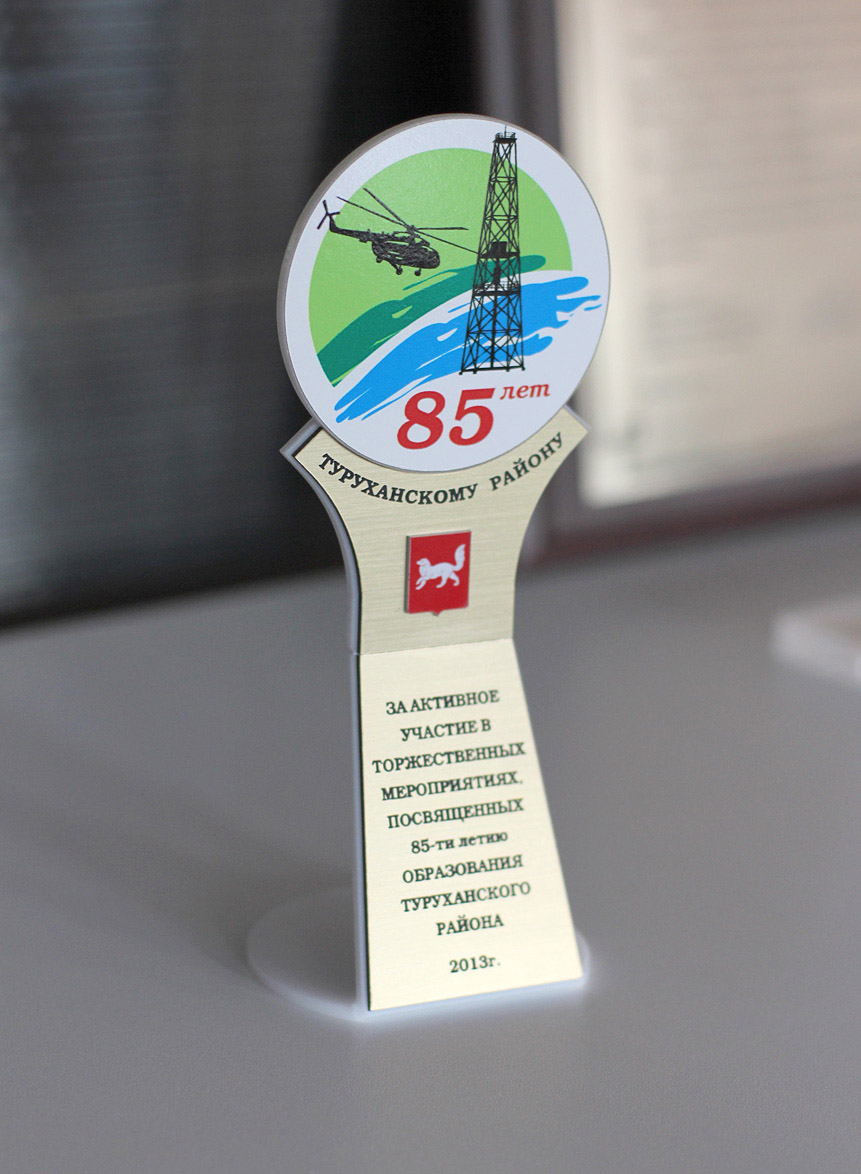 85 лет
ТУРУХАНСКОМУ РАЙОНУ
ЗА АКТИВНОЕ
УЧАСТИЕ В
ТОРЖЕСТВЕННЫХ
МЕРОПРИЯТИЯХ,
ПОСВЯЩЕННЫХ
85-ти летию
ОБРАЗОВАНИЯ
ТУРУХАНСКОГО
РАЙОНА
2013г.